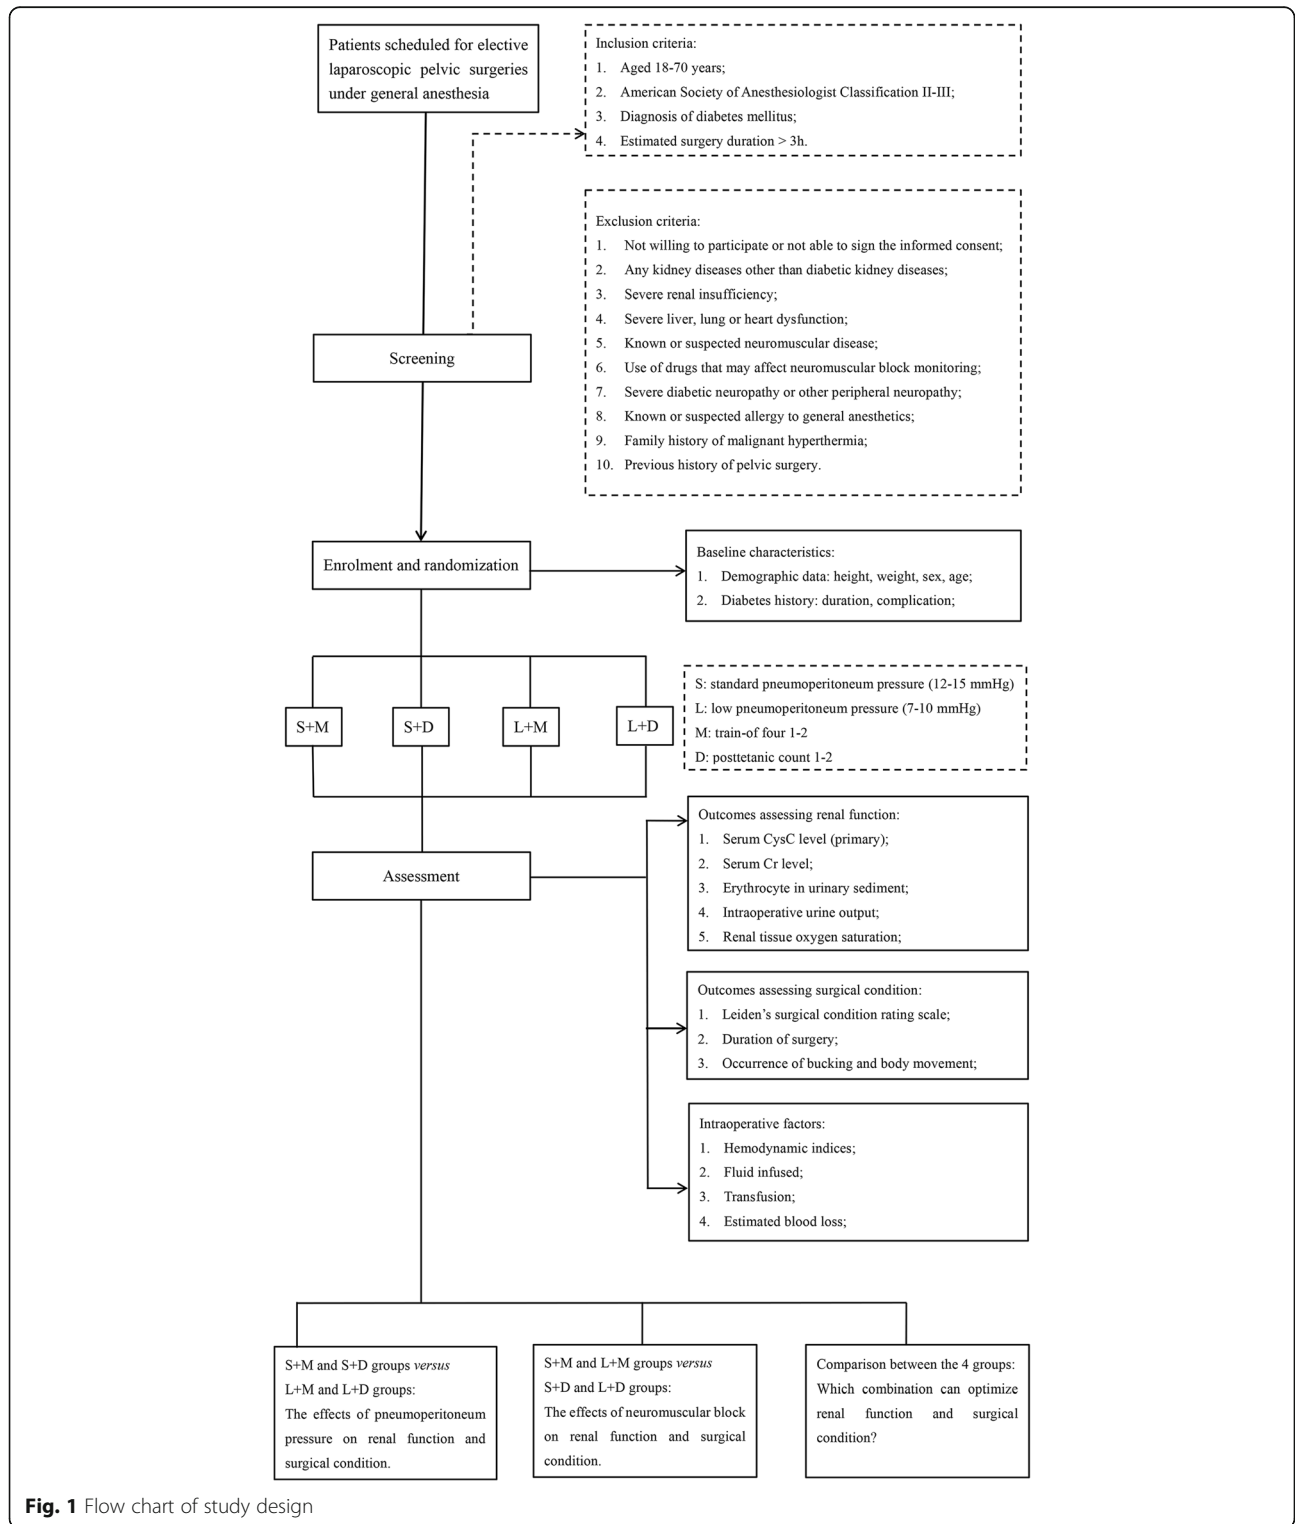 Patients scheduled for elective
laparoscopic pelvic surgeries
under general anesthesia
Inclusion criteria:
1. Aged 18-70 years;
2. American Society of Anesthesiologist Classification II-III;
3. Diagnosis of diabetes mellitus;
4. Estimated surgery duration > 3h.
Exclusion criteria:
1. Not willing to participate or not able to sign the informed consent;
2. Any kidney diseases other than diabetic kidney diseases;
3. Severe renal insufficiency;
4. Severe liver, lung or heart dysfunction;
5. Known or suspected neuromuscular disease;
6. Use of drugs that may affect neuromuscular block monitoring;
7. Severe diabetic neuropathy or other peripheral neuropathy;
8. Known or suspected allergy to general anesthetics;
9. Family history of malignant hyperthermia;
10. Previous history of pelvic surgery.
Screening
Enrolment and randomization
Baseline characteristics:
1. Demographic data: height, weight, sex, age;
2. Diabetes history: duration, complication;
S+M
S+D
L+M
L+D
S: standard pneumoperitoneum pressure (12-15 mmHg)
L: low pneumoperitoneum pressure (7-10 mmHg)
M: train-of four 1-2
D: posttetanic count 1-2
Assessment
Outcomes assessing renal function:
1. Serum CysC level (primary);
2. Serum Cr level;
3. Erythrocyte in urinary sediment;
4. Intraoperative urine output;
5. Renal tissue oxygen saturation;
Outcomes assessing surgical condition:
1. Leiden's surgical condition rating scale;
2. Duration of surgery;
3. Occurrence of bucking and body movement;
Intraoperative factors:
1. Hemodynamic indices;
2. Fluid infused;
3. Transfusion;
4. Estimated blood loss;
S+M and S+D groups versus
L+M and L+D groups:
The effects of pneumoperitoneum
pressure on renal function and
surgical condition.
S+M and L+M groups versus
S+D and L+D groups:
The effects of neuromuscular block
on renal function and surgical
condition.
Comparison between the 4 groups:
Which combination can optimize
renal function and surgical
condition?
Fig. 1 Flow chart of study design